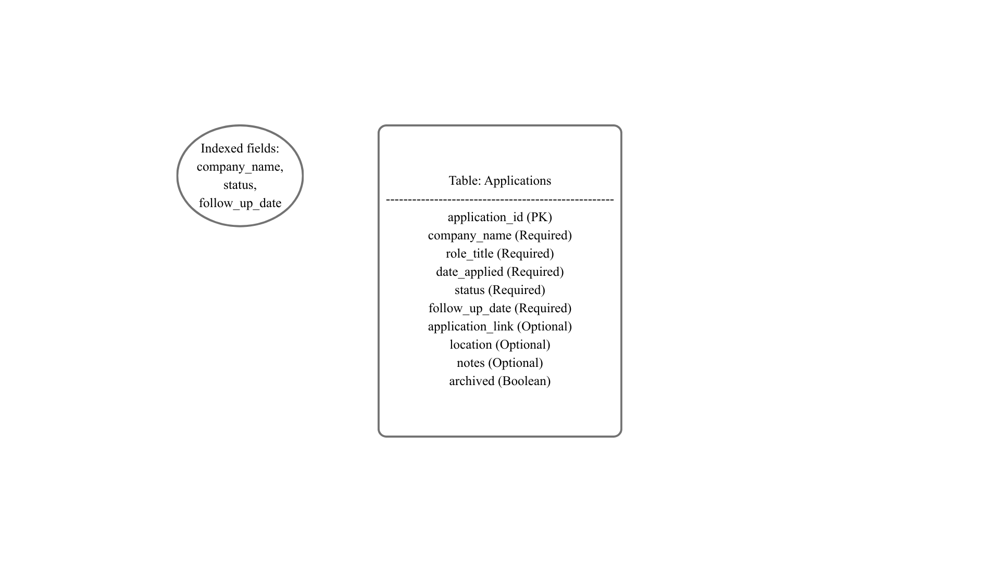 Indexed fields:
company_name,
status,
follow_up_date
Table: Applications
----------------------------------------------------
application_id (PK)
company_name (Required)
role_title (Required)
date_applied (Required)
status (Required)
follow_up_date (Required)
application_link (Optional)
location (Optional)
notes (Optional)
archived (Boolean)